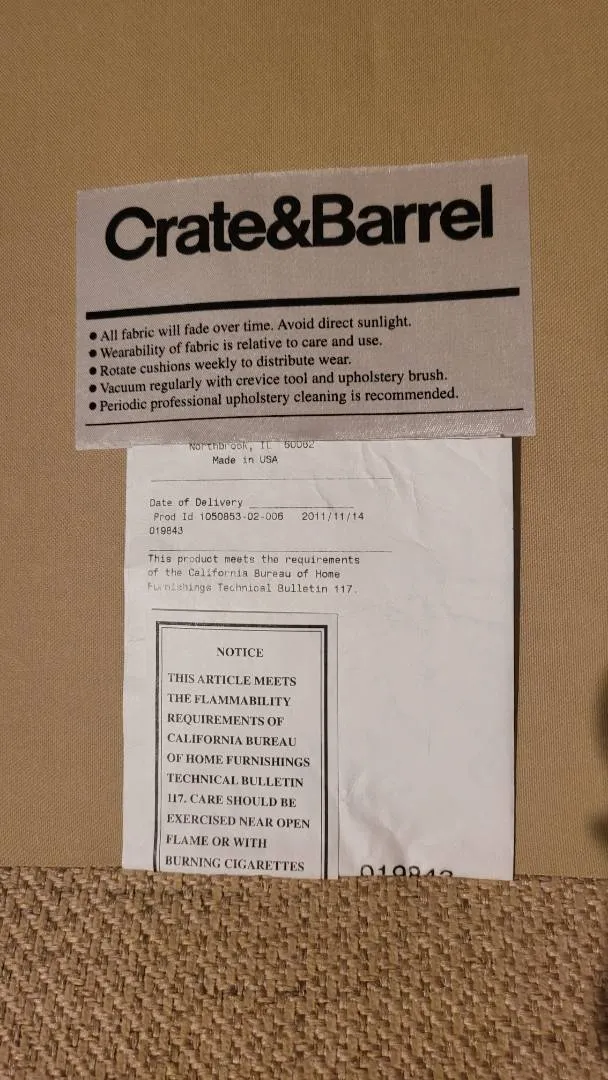 Crate&Barrel
• All fabric will fade over time. Avoid direct sunlight.
• Wearability of fabric is relative to care and use.
• Rotate cushions weekly to distribute wear.
• Vacuum regularly with crevice tool and upholstery brush.
• Periodic professional upholstery cleaning is recommended.
Northbrook, IL 60062
Made in USA
Date of Delivery
Prod Id 1050853-02-006 2011/11/14
019843
This product meets the requirements
of the California Bureau of Home
Furnishings Technical Bulletin 117.
NOTICE
THIS ARTICLE MEETS
THE FLAMMABILITY
REQUIREMENTS OF
CALIFORNIA BUREAU
OF HOME FURNISHINGS
TECHNICAL BULLETIN
117. CARE SHOULD BE
EXERCISED NEAR OPEN
FLAME OR WITH
BURNING CIGARETTES
019843